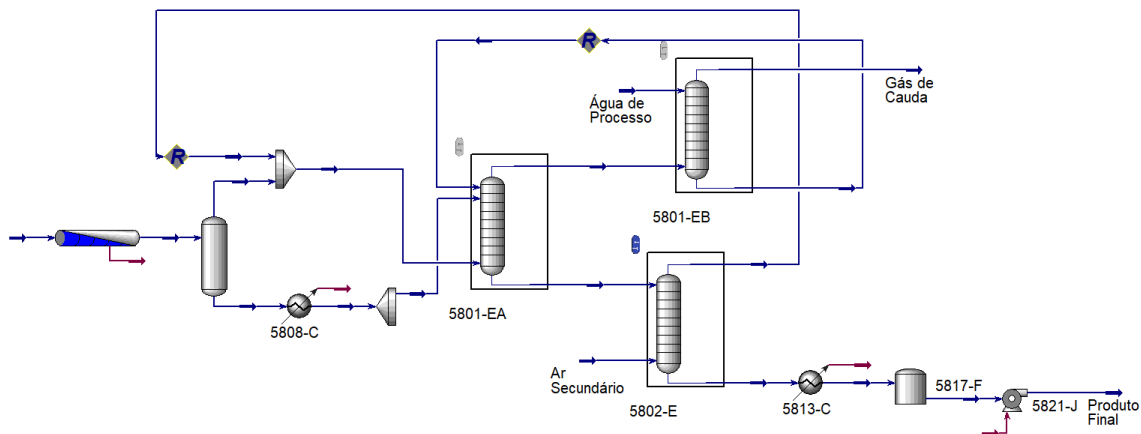 R
Água de
Processo
Gás de
Cauda
R
5801-EB
5808-C
5801-EA
Ar
Secundário
5802-E
5813-C
5817-F
5821-J
Produto
Final